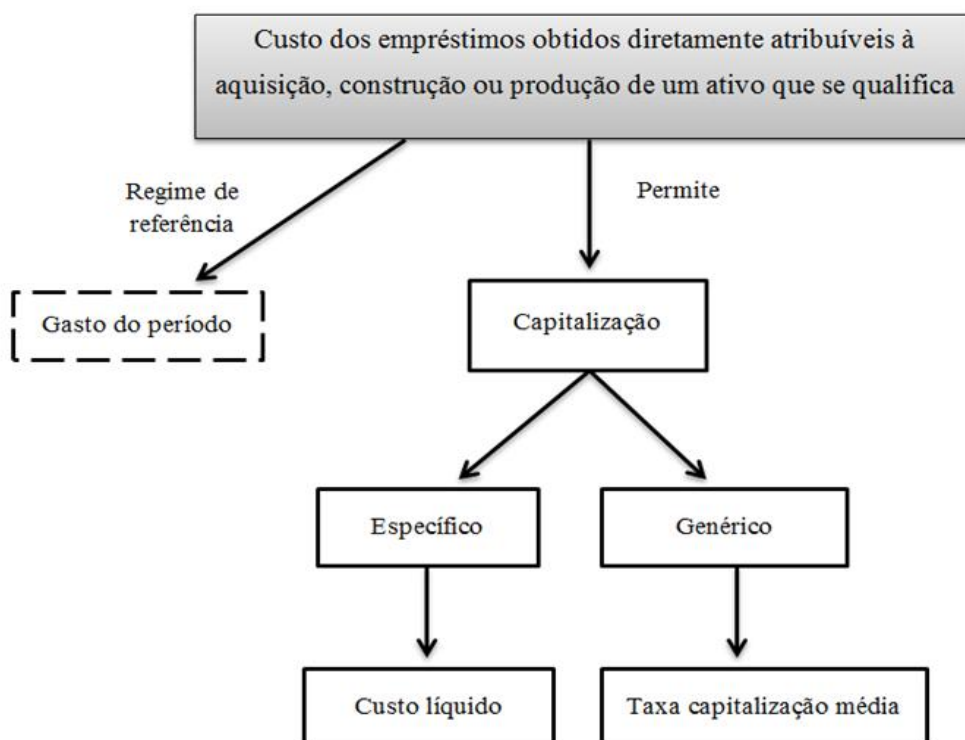 Custo dos empréstimos obtidos diretamente atribuíveis à
aquisição, construção ou produção de um ativo que se qualifica
Regime de
referência
Permite
Gasto do período
Capitalização
Específico
Genérico
Custo líquido
Taxa capitalização média